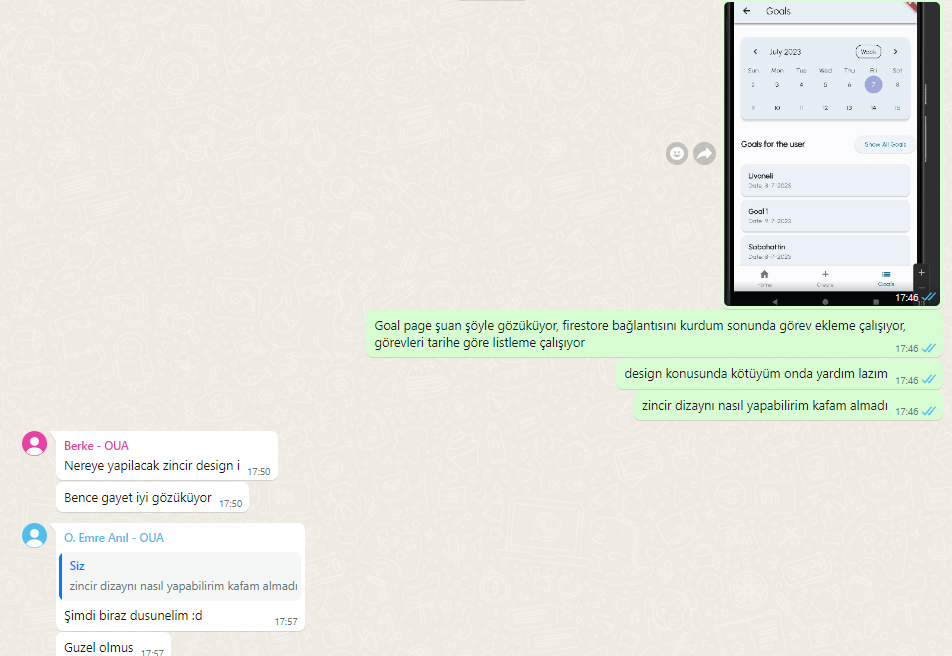 Goals
July 2023 Week
Sun Mon Tue Wed Thu Fri Sat
2 3 4 5 6 7 8
9 10 11 12 13 14 15
Goals for the user Show All Goals
Livaneli
Date 8-7-2023
Goal 1
Date 9-7-2023
Sabahattin
Date 8-7-2023
Home Create Goals
17:46
Goal page şuan şöyle gözüküyor, firestore bağlantısını kurdum sonunda görev ekleme çalışıyor,
görevleri tarihe göre listleme çalışıyor
17:46
design konusunda kötüyüm onda yardım lazım 17:46
zincir dizaynı nasıl yapabilirim kafam almadı 17:46
Berke - OUA
Nereye yapılacak zincir design i 17:50
Bence gayet iyi gözüküyor 17:50
O. Emre Anıl - OUA
Siz
zincir dizaynı nasıl yapabilirim kafam almadı
Şimdi biraz dusunelim :d
17:57
Guzel olmus 17:57